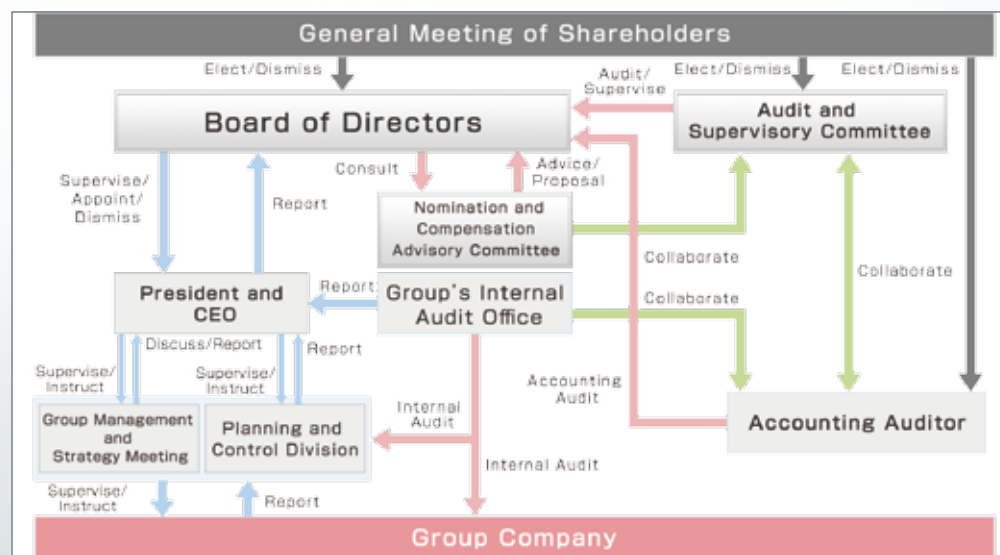 General Meeting of Shareholders
Elect/Dismiss
Audit/
Supervise
Elect/Dismiss
Elect/Dismiss
Board of Directors
Audit and
Supervisory Committee
Consult
Advice/
Proposal
Supervise/
Appoint/
Dismiss
Report
Nomination and
Compensation
Advisory Committee
Collaborate
Collaborate
President and
CEO
Report
Group's Internal
Audit Office
Collaborate
Discuss/Report
Report
Supervise/
Instruct
Supervise/
Instruct
Accounting
Audit
Group Management
and
Strategy Meeting
Planning and
Control Division
Internal
Audit
Accounting Auditor
Internal Audit
Supervise/
Instruct
Report
Group Company